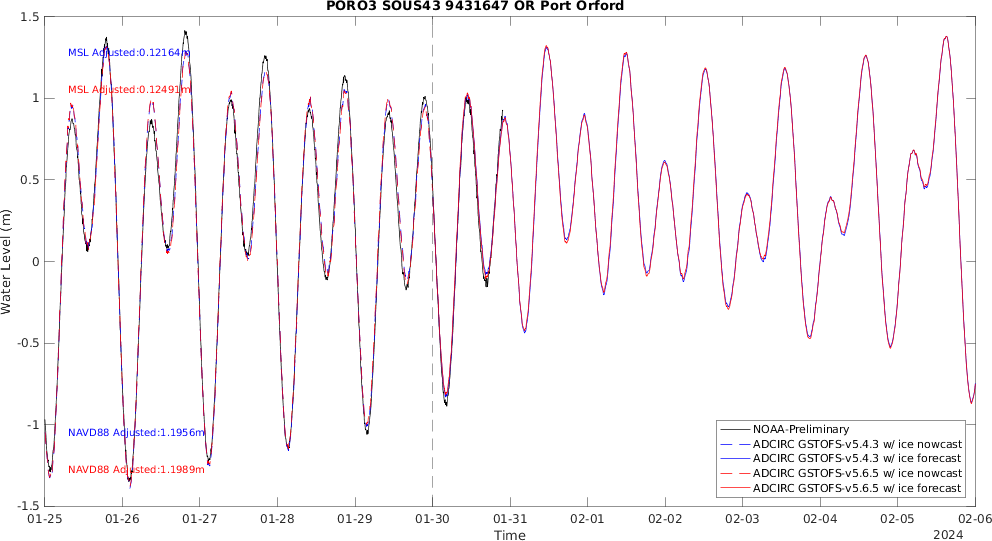 PORO3 SOUS43 9431647 OR Port Orford
1.5
1
0.5
0
-0.5
-1
-1.5
Water Level (m)
MSL Adjusted:0.12164m
MSL Adjusted:0.12491m
NAVD88 Adjusted:1.1956m
NAVD88 Adjusted:1.1989m
NOAA-Preliminary
ADCIRC GSTOFS-v5.4.3 w/ ice nowcast
ADCIRC GSTOFS-v5.4.3 w/ ice forecast
ADCIRC GSTOFS-v5.6.5 w/ ice nowcast
ADCIRC GSTOFS-v5.6.5 w/ ice forecast
01-25 01-26 01-27 01-28 01-29 01-30 01-31 02-01 02-02 02-03 02-04 02-05 02-06
Time
2024